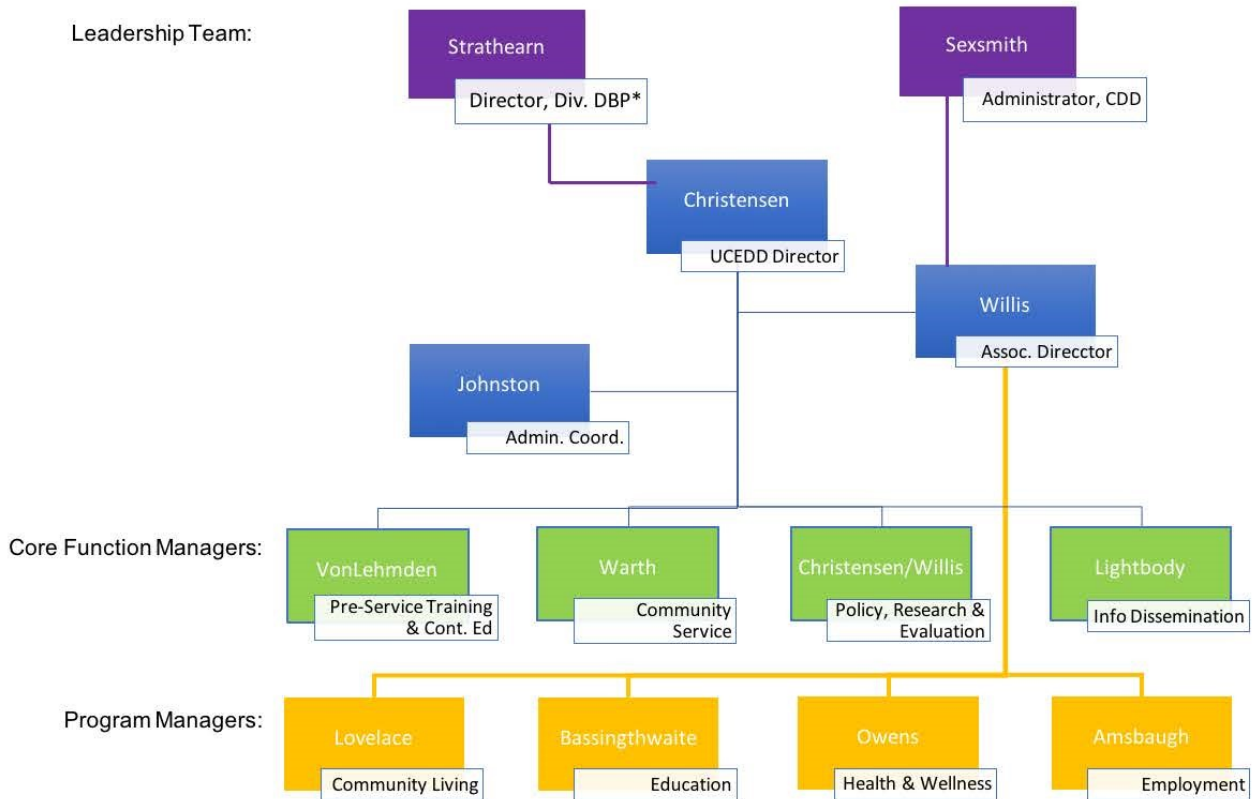 Leadership Team:
Strathearn
Director, Div. DBP*
Sexsmith
Administrator, CDD
Christensen
UCEDD Director
Willis
Assoc. Direcctor
Johnston
Admin. Coord.
Core Function Managers:
VonLehmden
Pre-Service Training
& Cont. Ed
Warth
Community
Service
Christensen/Willis
Policy, Research &
Evaluation
Lightbody
Info Dissemination
Program Managers:
Lovelace
Community Living
Bassingthwaite
Education
Owens
Health & Wellness
Amsbaugh
Employment